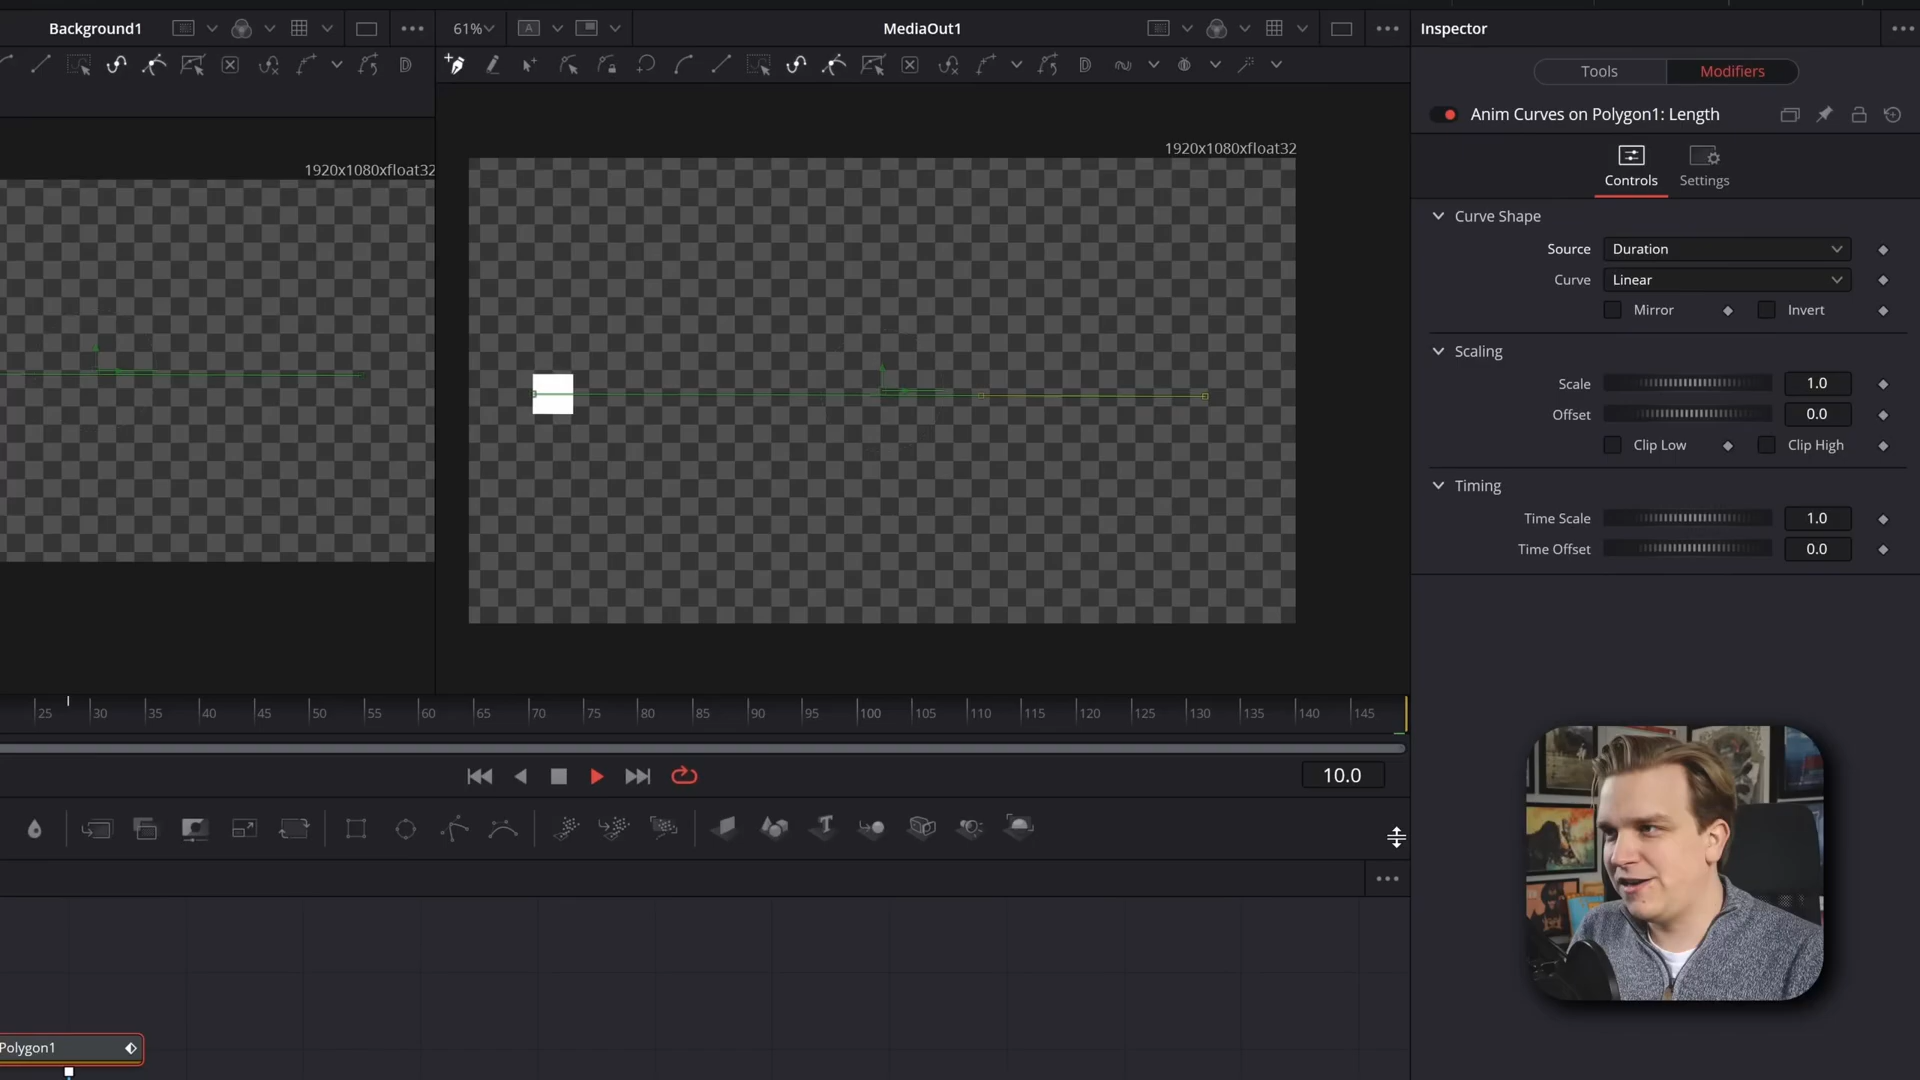 Background1
61%
A
MediaOut1
Inspector
Tools
Modifiers
D
D
Anim Curves on Polygon1: Length
1920x1080xfloat32
1920x1080xfloat32
Controls
Settings
Curve Shape
Source
Duration
Curve
Linear
Mirror
Invert
Scaling
Scale
1.0
Offset
0.0
Clip Low
Clip High
Timing
Time Scale
1.0
Time Offset
0.0
25 30 35 40 45 50 55 60 65 70 75 80 85 90 95 100 105 110 115 120 125 130 135 140 145
10.0
T
Polygon1